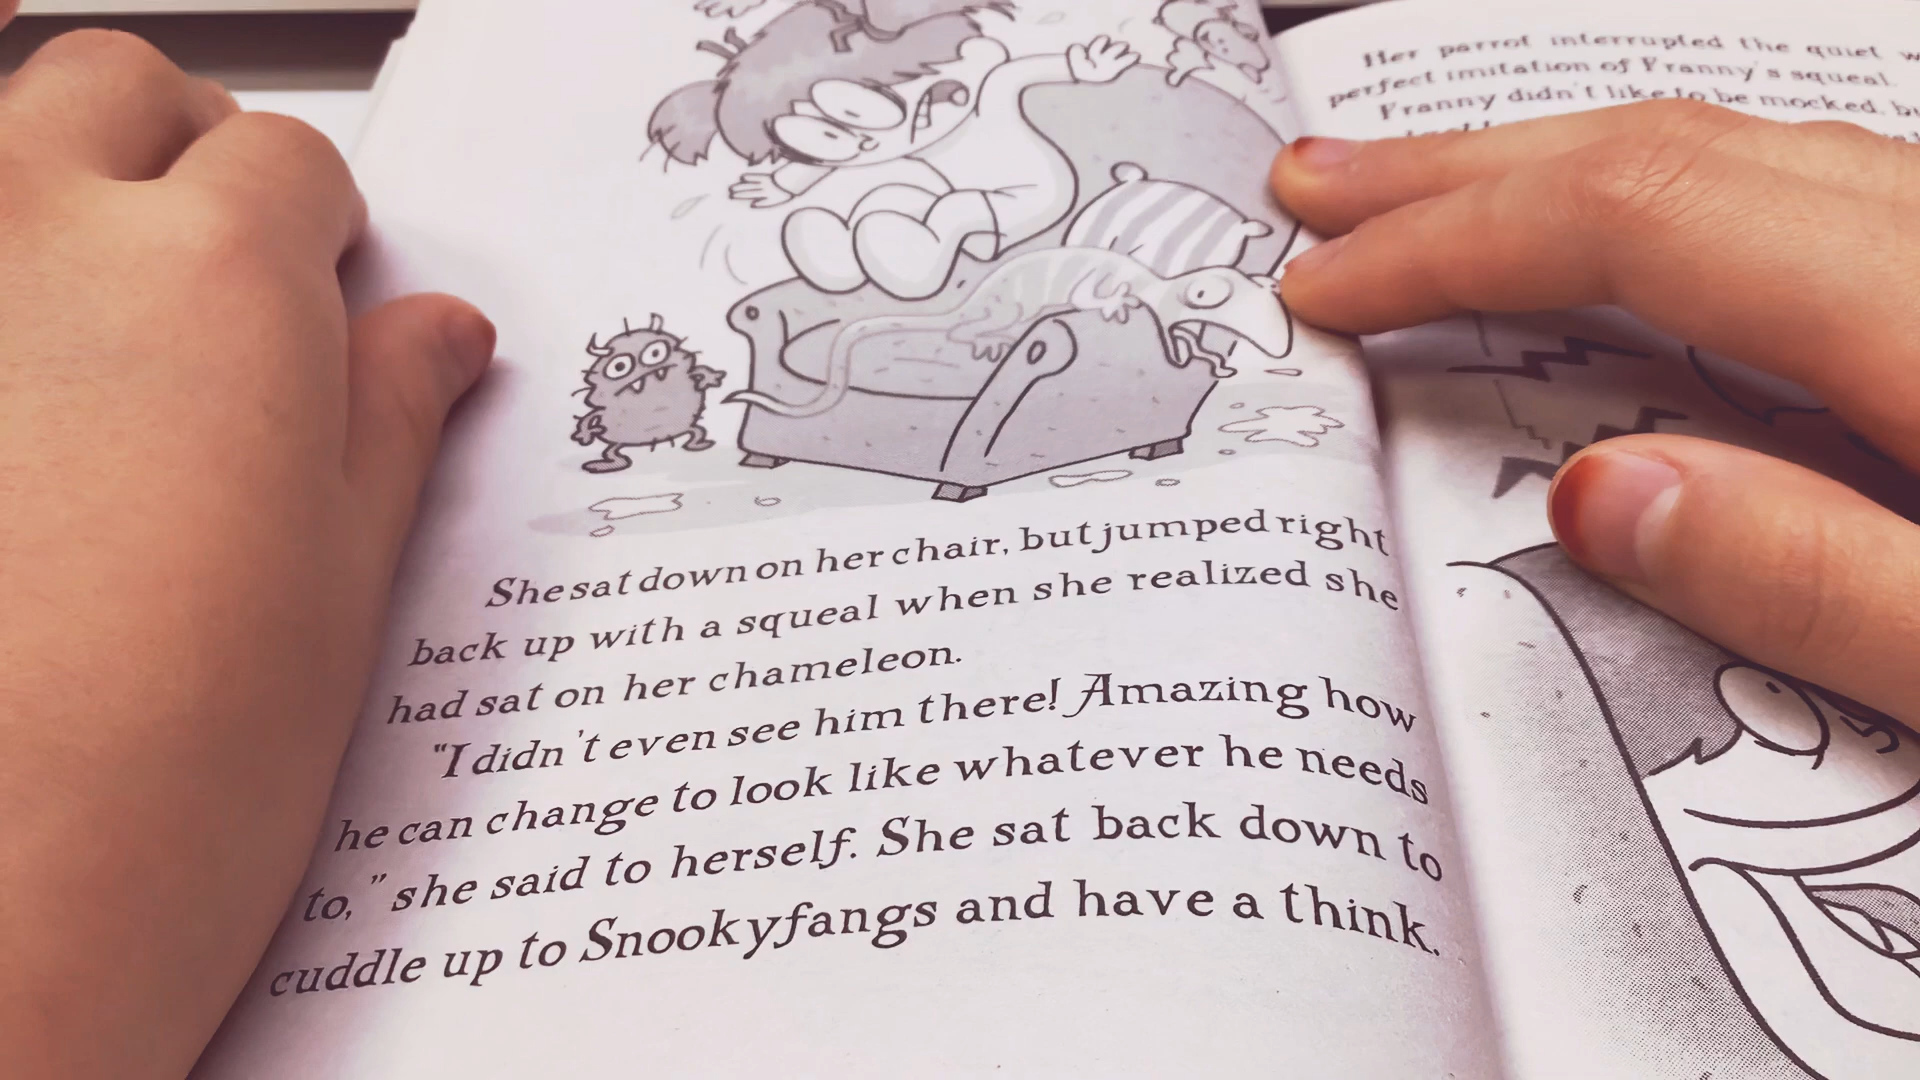 She sat down on her chair, but jumped right
back up with a squeal when she realized she
had sat on her chameleon.
"I didn't even see him there! Amazing how
he can change to look like whatever he needs
to," she said to herself. She sat back down to
cuddle up to Snookyfangs and have a think.
Her parrot interrupted the quiet
perfect imitation of Franny's squeal.
Franny didn't like to be mocked,